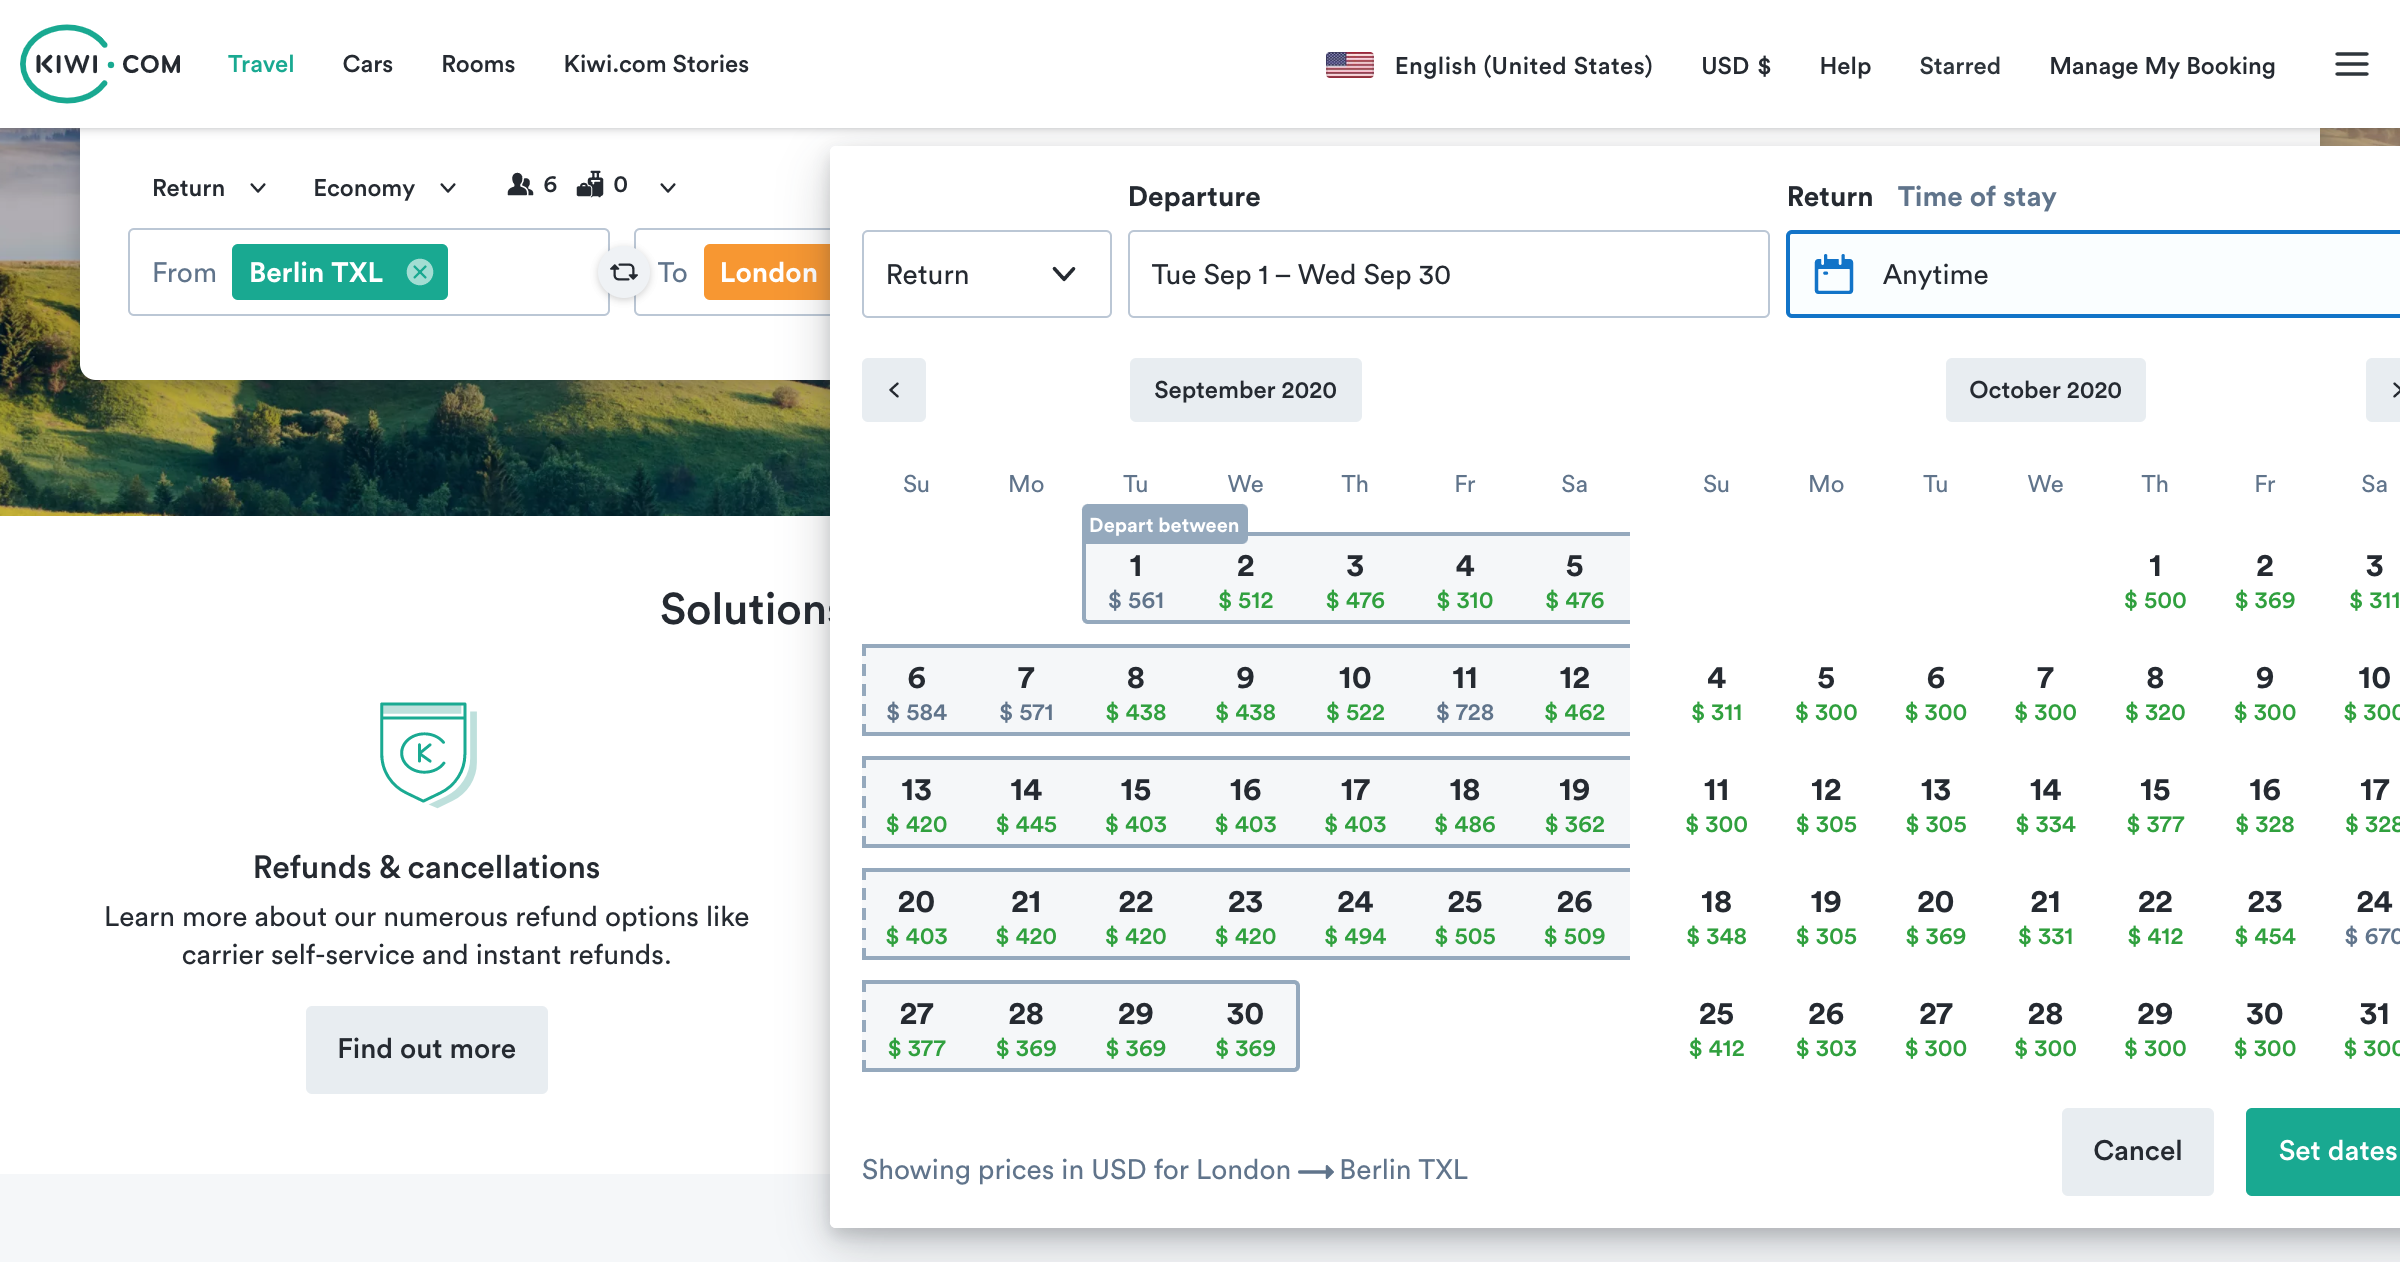 KIWI·COM Travel Cars Rooms Kiwi.com Stories English (United States) USD $ Help Starred Manage My Booking
Return Economy 6 0
From Berlin TXL To London
Departure Return Time of stay
Return Tue Sep 1 – Wed Sep 30 Anytime
September 2020 October 2020
Su Mo Tu We Th Fr Sa Su Mo Tu We Th Fr Sa
Depart between
1 2 3 4 5 1 2 3
$ 561 $ 512 $ 476 $ 310 $ 476 $ 500 $ 369 $ 311
6 7 8 9 10 11 12 4 5 6 7 8 9 10
$ 584 $ 571 $ 438 $ 438 $ 522 $ 728 $ 462 $ 311 $ 300 $ 300 $ 300 $ 320 $ 300 $ 300
13 14 15 16 17 18 19 11 12 13 14 15 16 17
$ 420 $ 445 $ 403 $ 403 $ 403 $ 486 $ 362 $ 300 $ 305 $ 305 $ 334 $ 377 $ 328 $ 328
20 21 22 23 24 25 26 18 19 20 21 22 23 24
$ 403 $ 420 $ 420 $ 420 $ 494 $ 505 $ 509 $ 348 $ 305 $ 369 $ 331 $ 412 $ 454 $ 670
27 28 29 30 25 26 27 28 29 30 31
$ 377 $ 369 $ 369 $ 369 $ 412 $ 303 $ 300 $ 300 $ 300 $ 300 $ 300
Showing prices in USD for London → Berlin TXL
Cancel Set dates
Solutions
K
Refunds & cancellations
Learn more about our numerous refund options like
carrier self-service and instant refunds.
Find out more